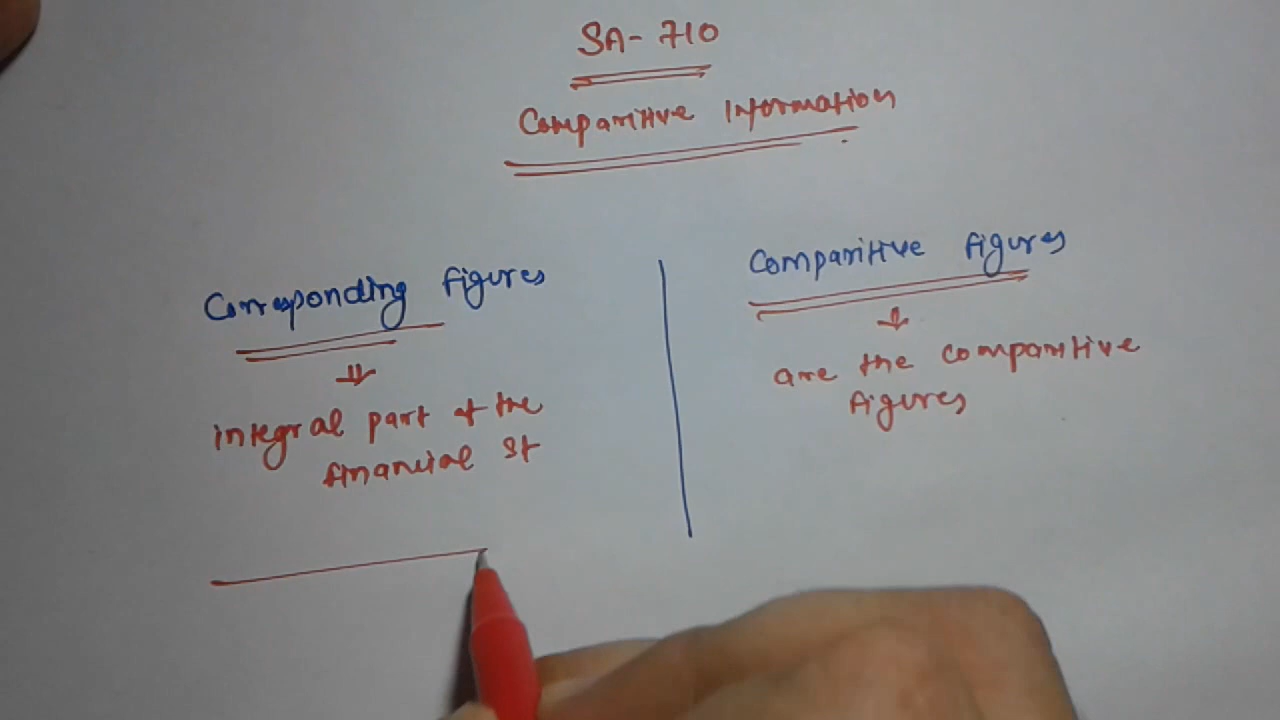 SA-710
Comparitive Information
Corresponding figures
integral part of the
financial st
Comparitive figures
are the comparitive
figures